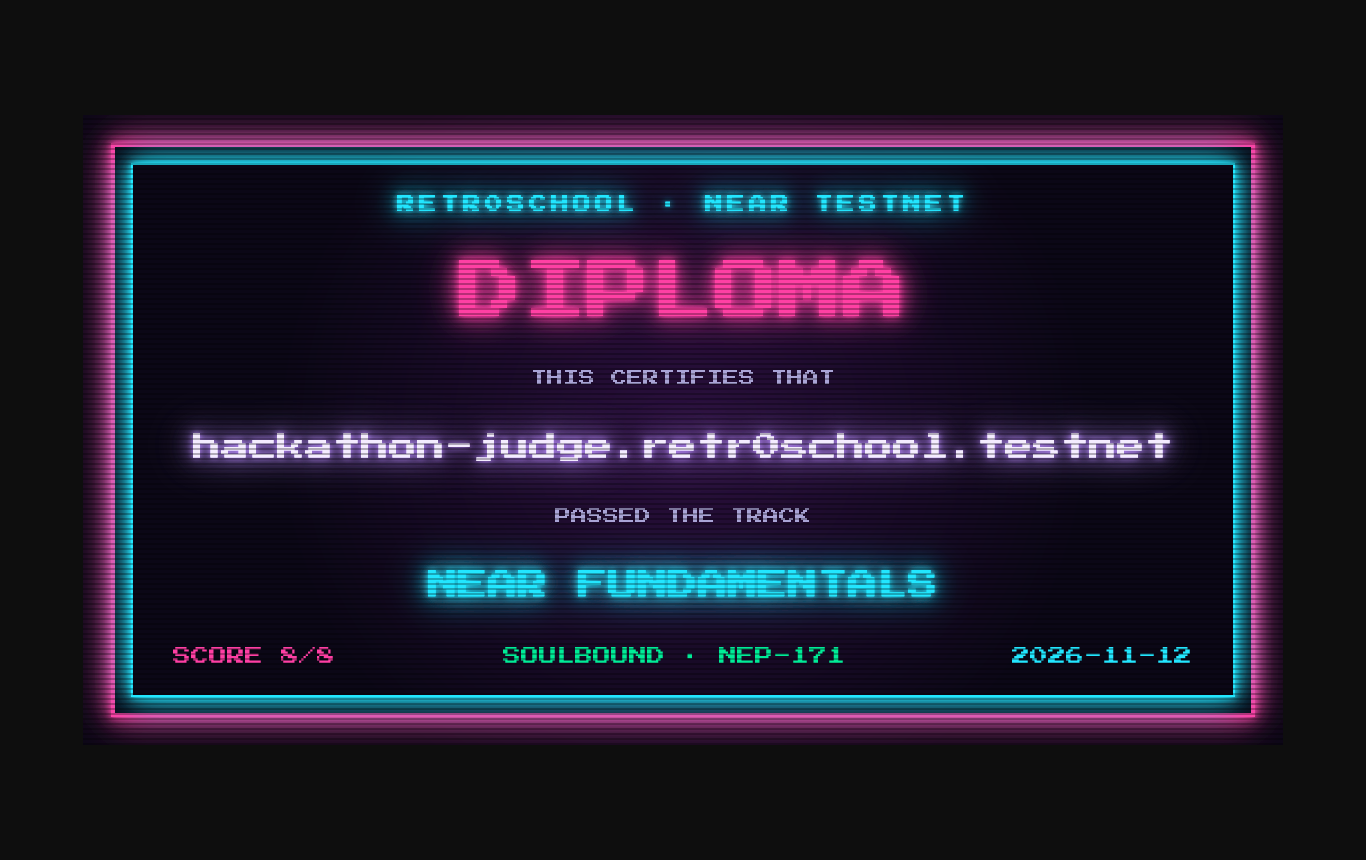 RETR0SCHOOL · NEAR TESTNET
DIPLOMA
THIS CERTIFIES THAT
hackathon-judge.retr0school.testnet
PASSED THE TRACK
NEAR FUNDAMENTALS
SCORE 8/8
SOULBOUND · NEP-171
2026-11-12